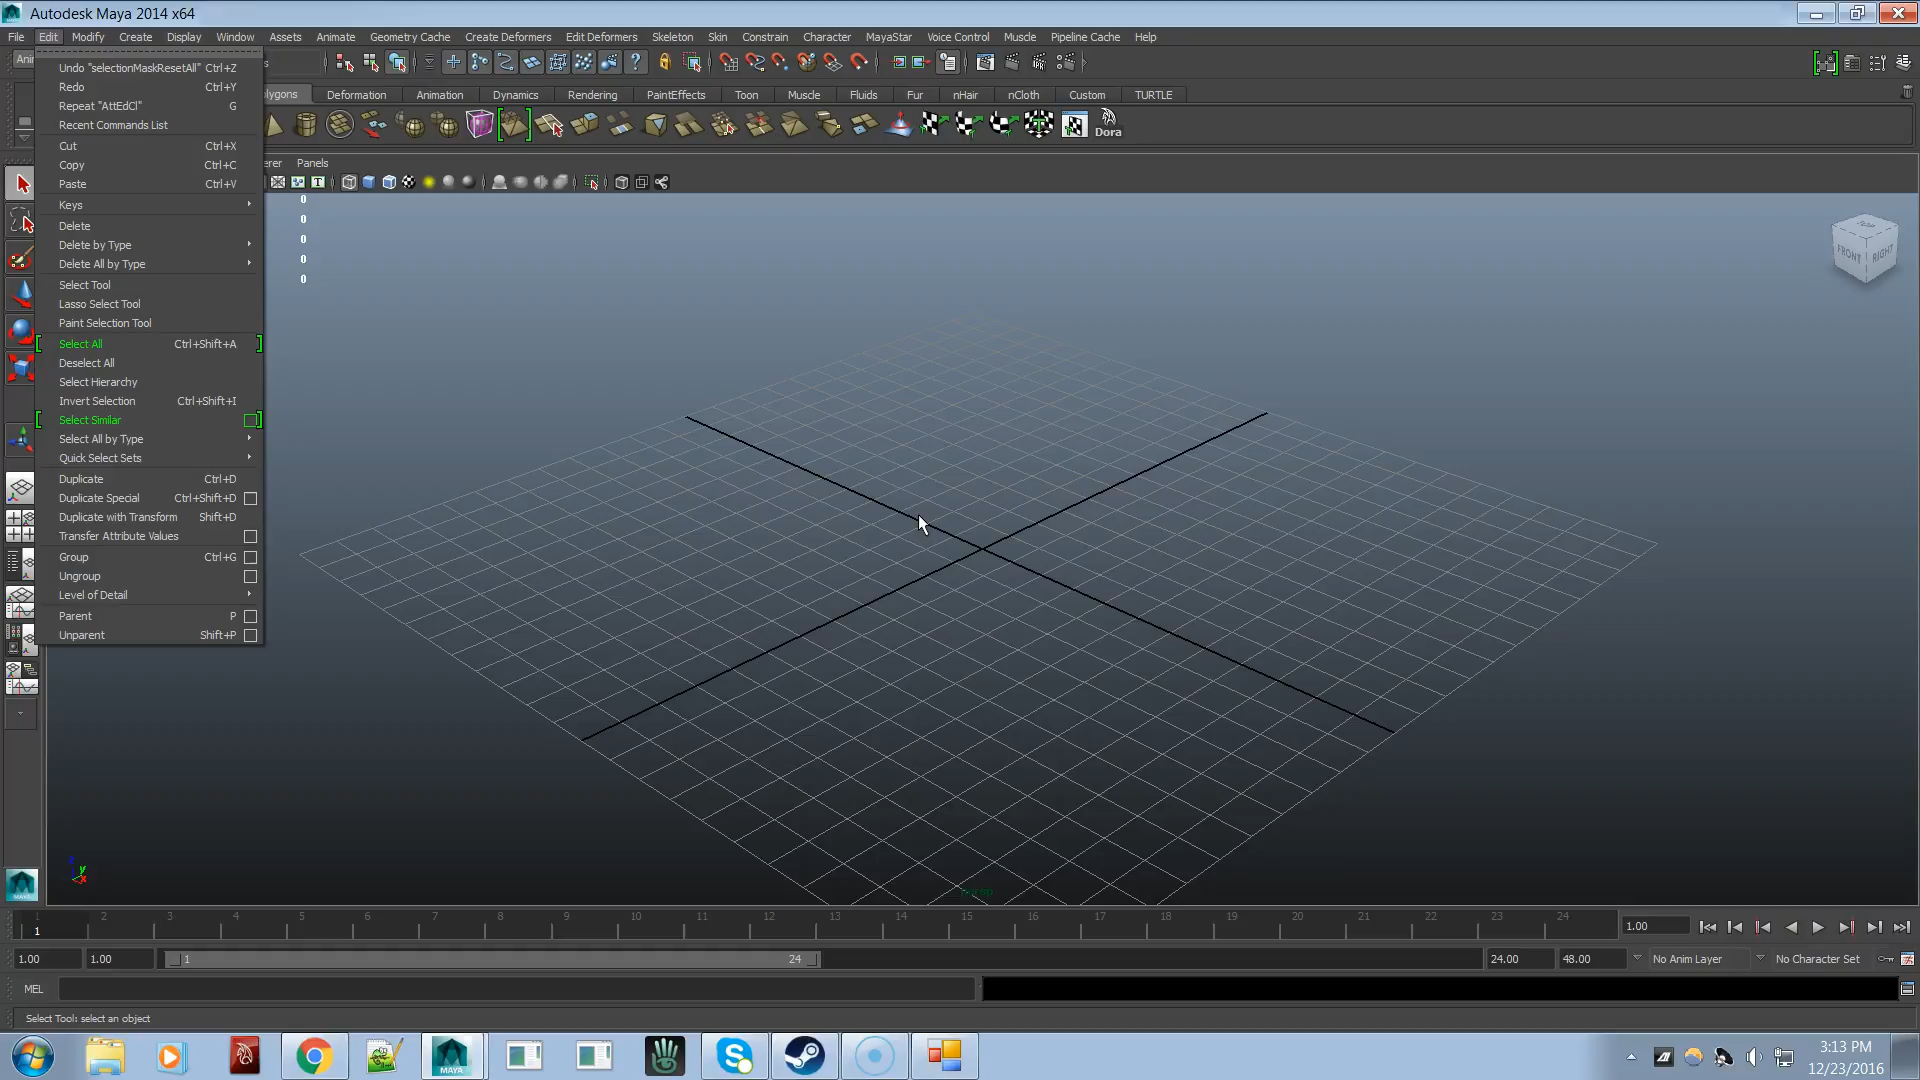 Autodesk Maya 2014 x64
File Edit Modify Create Display Window Assets Animate Geometry Cache Create Deformers Edit Deformers Skeleton Skin Constrain Character MayaStar Voice Control Muscle Pipeline Cache Help
Undo "selectionMaskResetAll" Ctrl+Z
Redo Ctrl+Y
Repeat "AttEdCl" G
Recent Commands List
Cut Ctrl+X
Copy Ctrl+C
Paste Ctrl+V
Keys
Delete
Delete by Type
Delete All by Type
Select Tool
Lasso Select Tool
Paint Selection Tool
Select All Ctrl+Shift+A
Deselect All
Select Hierarchy
Invert Selection Ctrl+Shift+I
Select Similar
Select All by Type
Quick Select Sets
Duplicate Ctrl+D
Duplicate Special Ctrl+Shift+D
Duplicate with Transform Shift+D
Transfer Attribute Values
Group Ctrl+G
Ungroup
Level of Detail
Parent P
Unparent Shift+P
Deformation Animation Dynamics Rendering PaintEffects Toon Muscle Fluids Fur nHair nCloth Custom TURTLE
Dora
Panels
0
0
0
0
0
TOP
FRONT RIGHT
y
x
persp
1 2 3 4 5 6 7 8 9 10 11 12 13 14 15 16 17 18 19 20 21 22 23 24
1
1.00
1.00 1.00 1 24 24.00 48.00 No Anim Layer No Character Set
MEL
Select Tool: select an object
MAYA
3:13 PM
12/23/2016